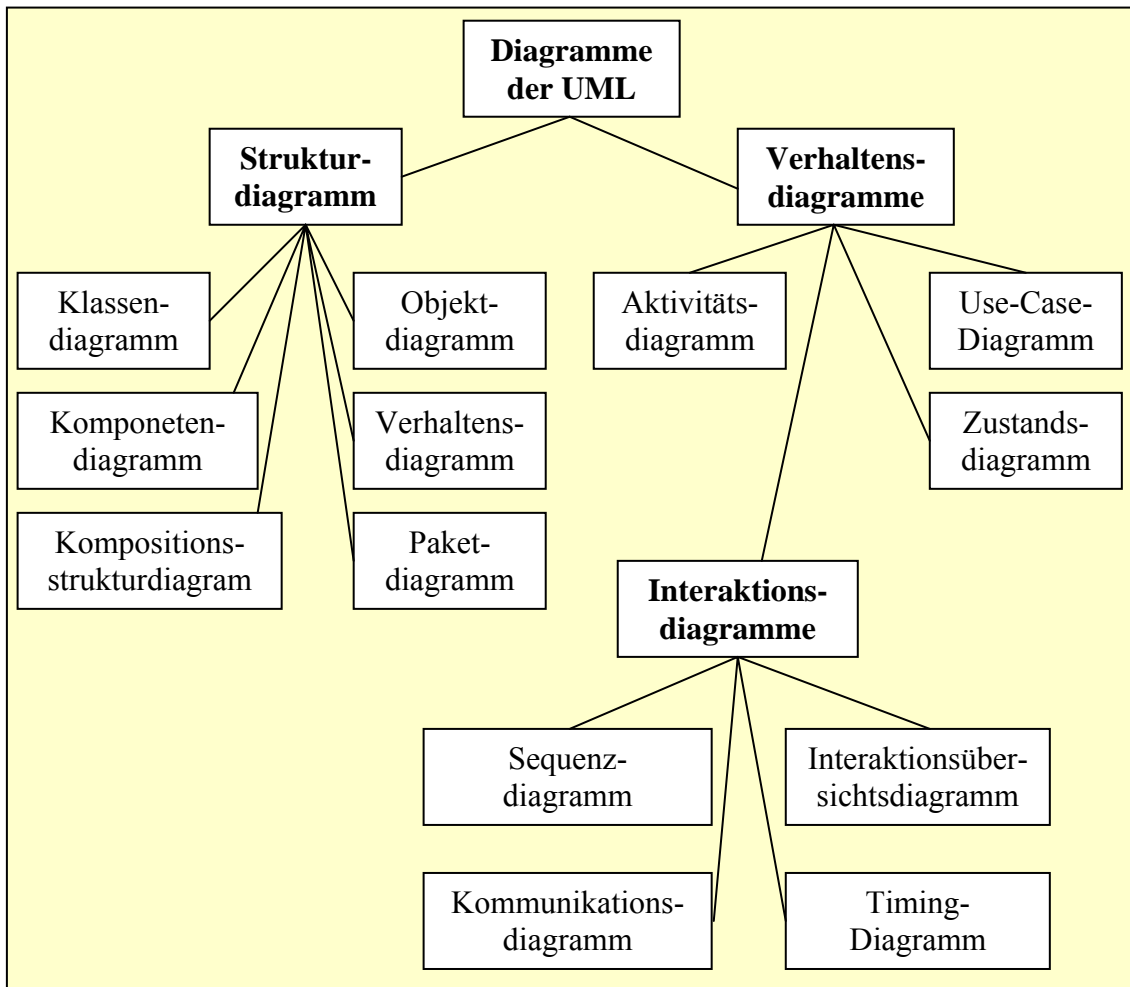 Diagramme
der UML
Struktur-
diagramm
Verhaltens-
diagramme
Klassen-
diagramm
Objekt-
diagramm
Aktivitäts-
diagramm
Use-Case-
Diagramm
Komponeten-
diagramm
Verhaltens-
diagramm
Zustands-
diagramm
Kompositions-
strukturdiagram
Paket-
diagramm
Interaktions-
diagramme
Sequenz-
diagramm
Interaktionsüber-
sichtsdiagramm
Kommunikations-
diagramm
Timing-
Diagramm